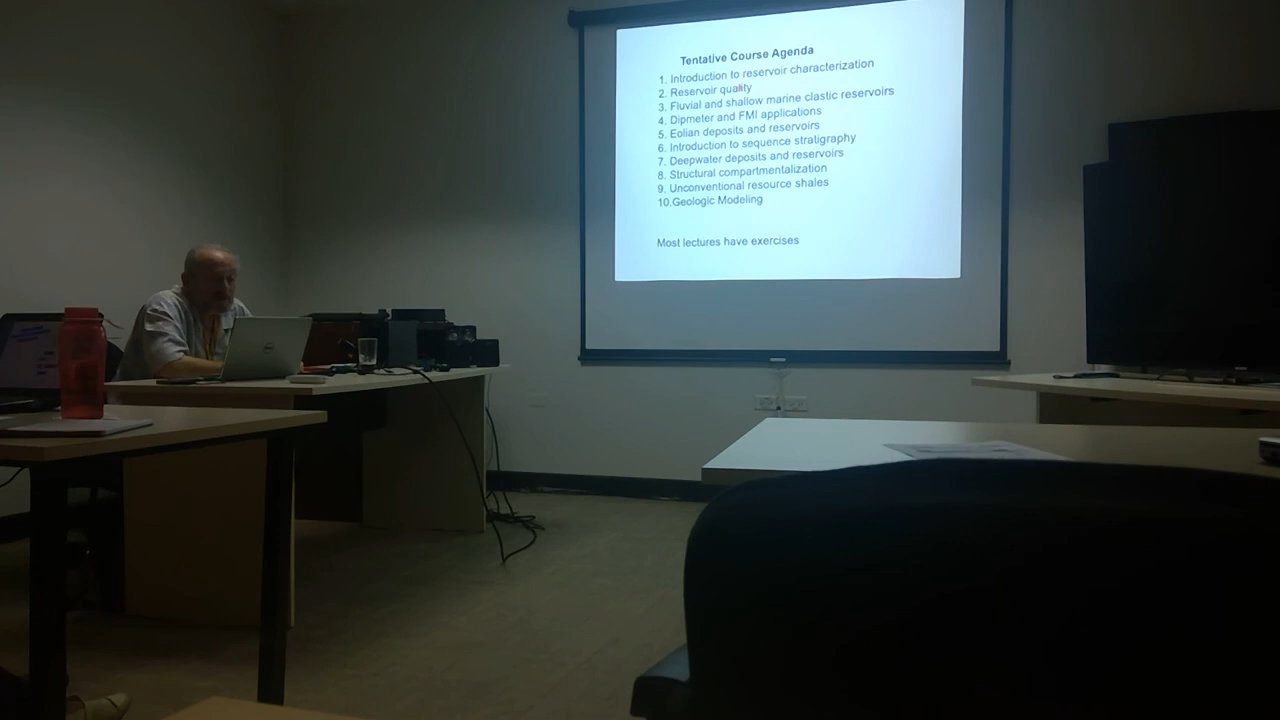 Tentative Course Agenda
1. Introduction to reservoir characterization
2. Reservoir quality
3. Fluvial and shallow marine clastic reservoirs
4. Dipmeter and FMI applications
5. Eolian deposits and reservoirs
6. Introduction to sequence stratigraphy
7. Deepwater deposits and reservoirs
8. Structural compartmentalization
9. Unconventional resource shales
10.Geologic Modeling
Most lectures have exercises